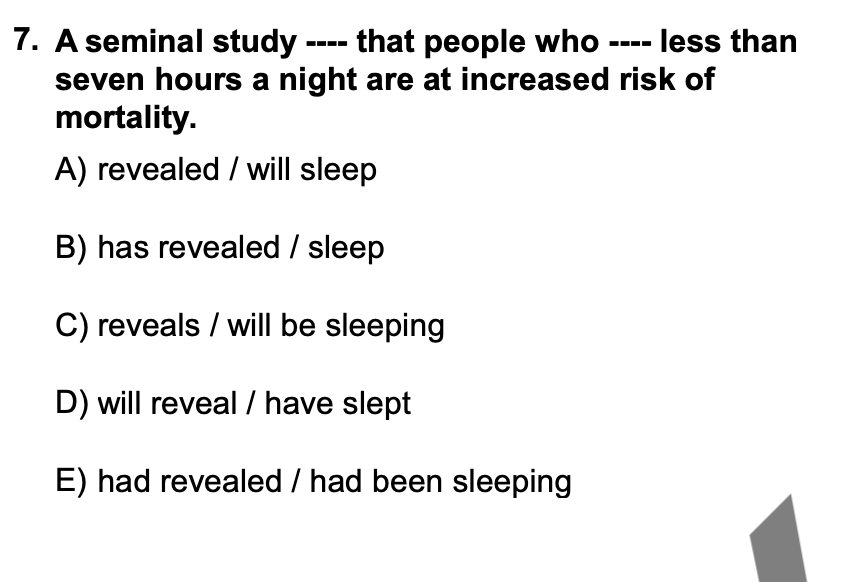 7. A seminal study ---- that people who ---- less than
seven hours a night are at increased risk of
mortality.
A) revealed / will sleep
B) has revealed / sleep
C) reveals / will be sleeping
D) will reveal / have slept
E) had revealed / had been sleeping